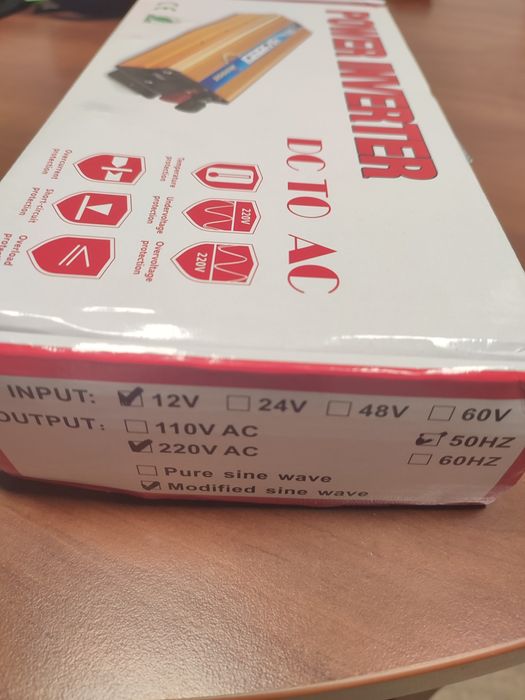 POWER INVERTER
DC TO AC
CE
Temperature
protection
Undervoltage
protection
220V
Overvoltage
protection
220V
Overcurrent
protection
Short-circuit
protection
Overload
INPUT: 12V 24V 48V 60V
OUTPUT: 110V AC 50HZ
220V AC 60HZ
Pure sine wave
Modified sine wave